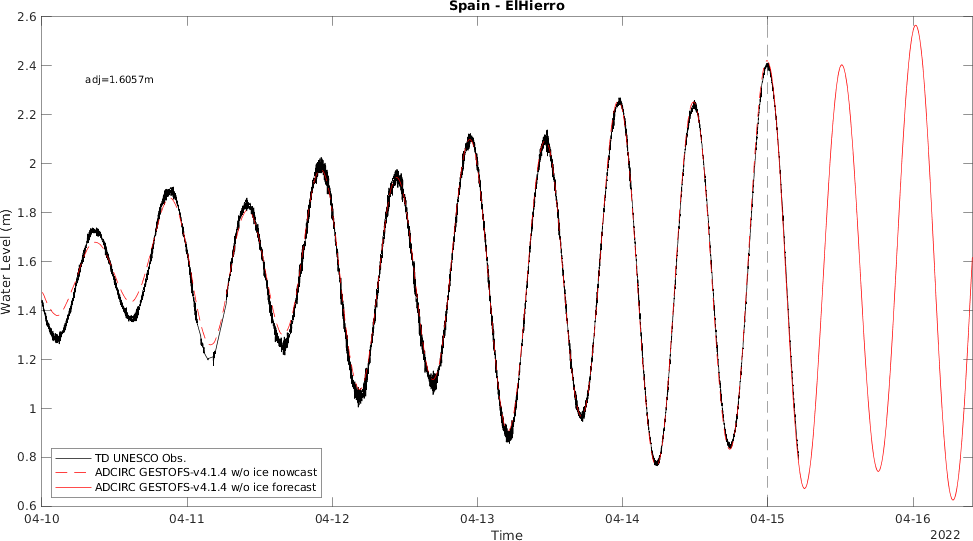 Spain - ElHierro
adj=1.6057m
Water Level (m)
2.6
2.4
2.2
2
1.8
1.6
1.4
1.2
1
0.8
0.6
TD UNESCO Obs.
ADCIRC GESTOFS-v4.1.4 w/o ice nowcast
ADCIRC GESTOFS-v4.1.4 w/o ice forecast
04-10 04-11 04-12 04-13 04-14 04-15 04-16
Time
2022